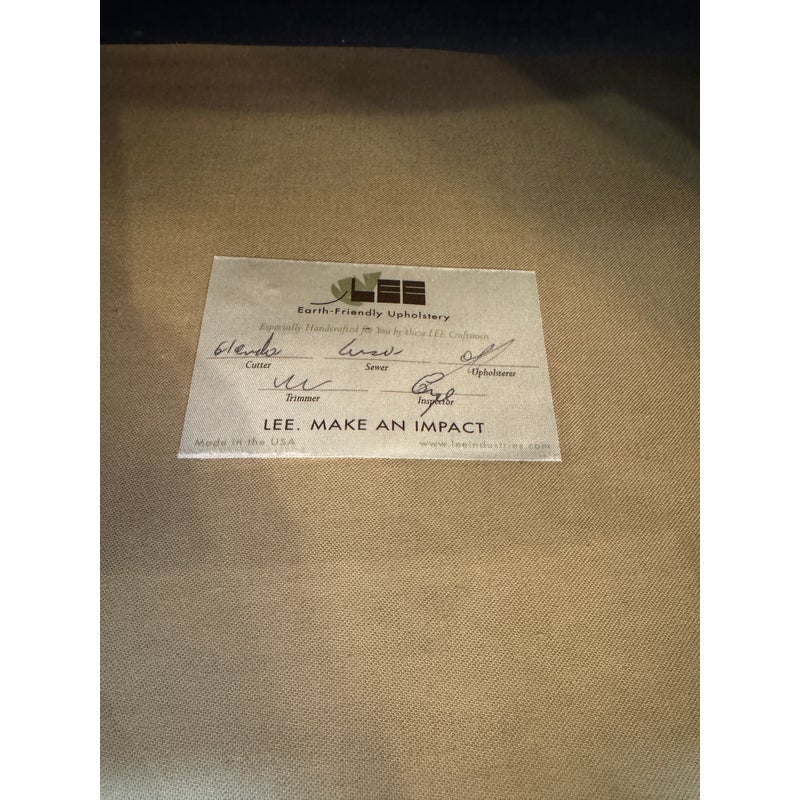 LEE
Earth-Friendly Upholstery
Especially Handcrafted for You by These LEE Craftsmen
Cutter Sewer Upholsterer
Trimmer Inspector
LEE. MAKE AN IMPACT
Made in the USA www.leeindustries.com